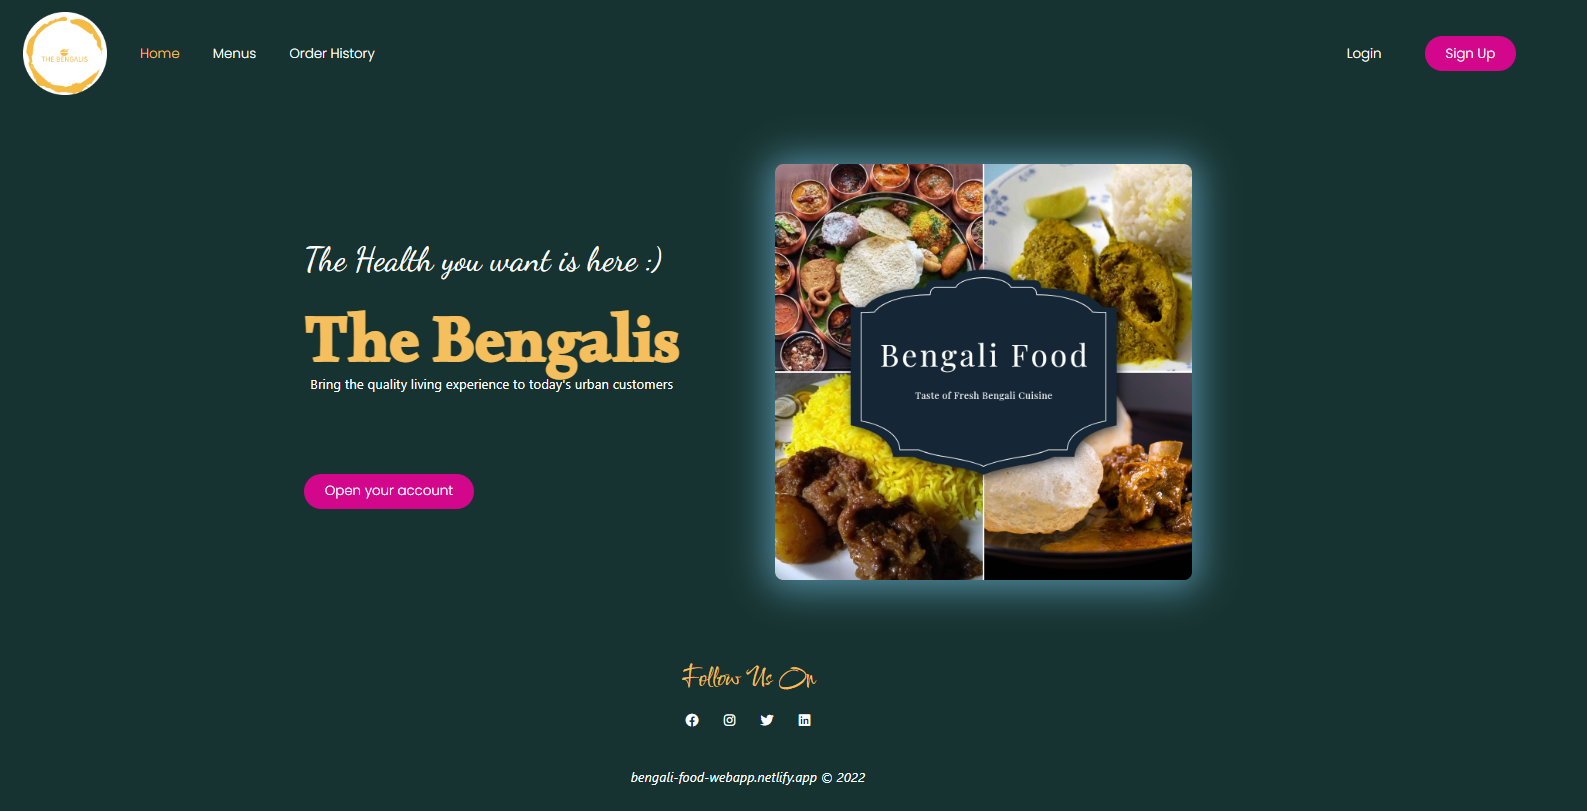 THE BENGALIS
Home Menus Order History Login Sign Up
The Health you want is here :)
The Bengalis
Bring the quality living experience to today's urban customers
Open your account
Bengali Food
Taste of Fresh Bengali Cuisine
Follow Us On
bengali-food-webapp.netlify.app © 2022